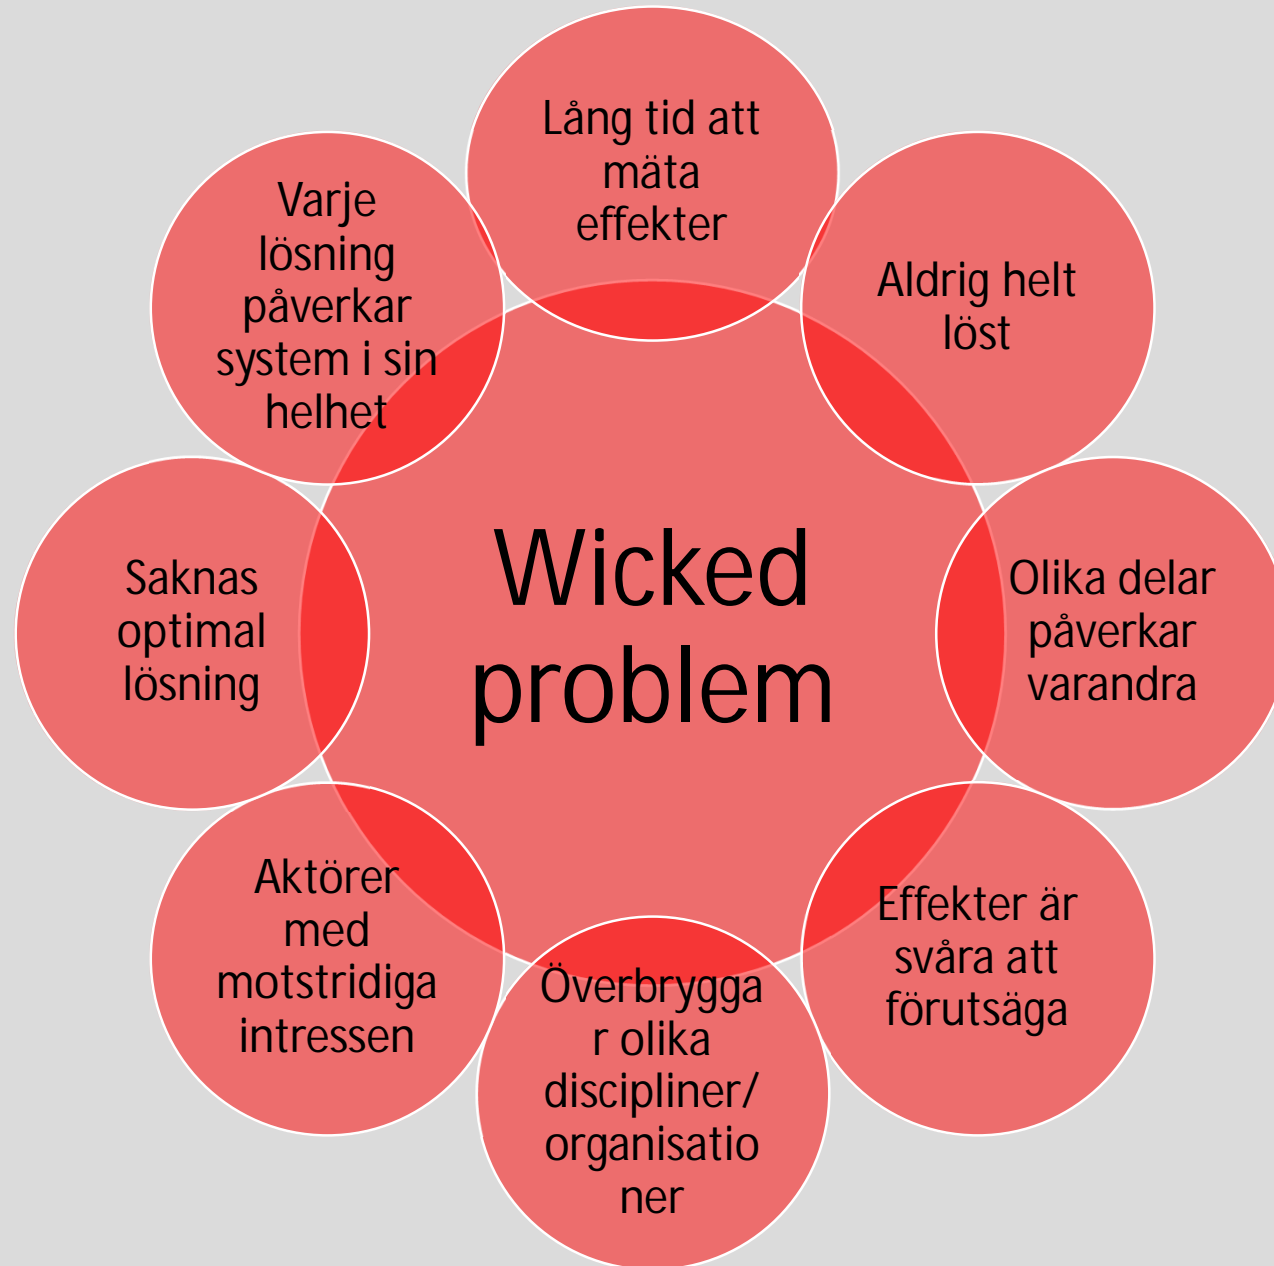 Lång tid att
mäta
effekter
Aldrig helt
löst
Olika delar
påverkar
varandra
Effekter är
svåra att
förutsäga
Överbrygga
r olika
discipliner/
organisatio
ner
Aktörer
med
motstridiga
intressen
Saknas
optimal
lösning
Varje
lösning
påverkar
system i sin
helhet
Wicked
problem